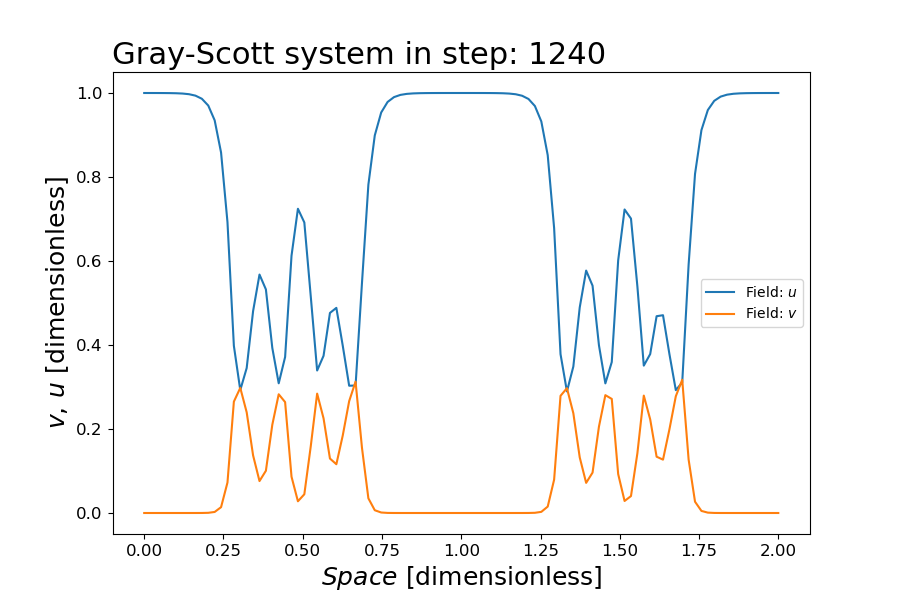 Gray-Scott system in step: 1240
v, u [dimensionless]
1.0
0.8
0.6
0.4
0.2
0.0
Field: u
Field: v
0.00 0.25 0.50 0.75 1.00 1.25 1.50 1.75 2.00
Space [dimensionless]